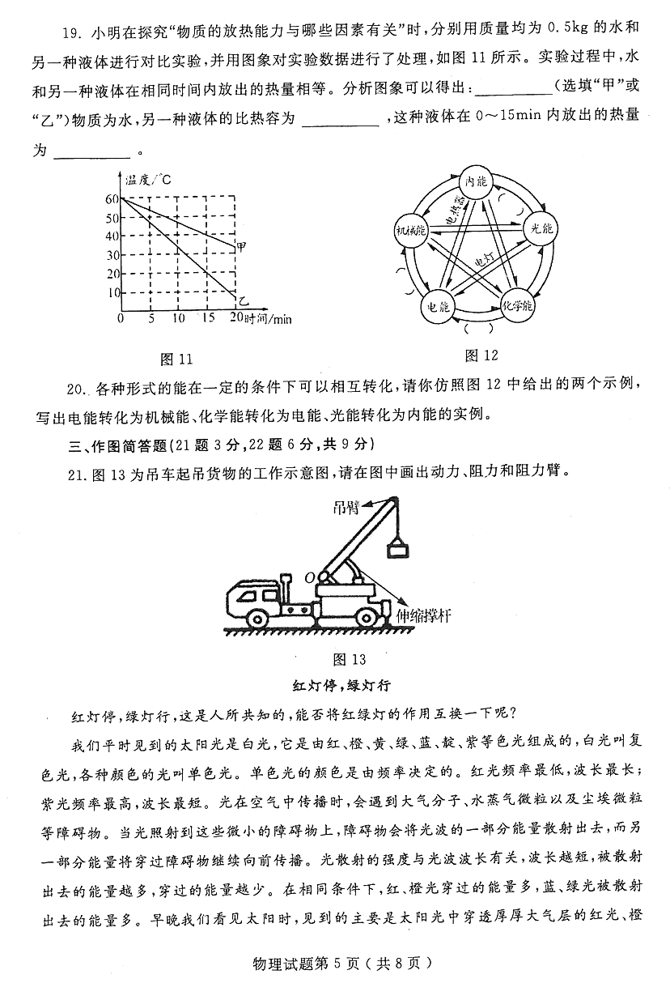 19. 小明在探究“物质的放热能力与哪些因素有关”时,分别用质量均为 0.5kg 的水和
另一种液体进行对比实验,并用图象对实验数据进行了处理,如图 11 所示。实验过程中,水
和另一种液体在相同时间内放出的热量相等。分析图象可以得出:__________(选填“甲”或
“乙”)物质为水,另一种液体的比热容为 __________ ,这种液体在 0～15min 内放出的热量
为 __________ 。
温度/℃
60
50
40
30
20
10
0 5 10 15 20时间/min
甲
乙
图 11
内能
机械能
光能
电能
化学能
电热器
电灯
( )
( )
( )
图 12
20. 各种形式的能在一定的条件下可以相互转化,请你仿照图 12 中给出的两个示例,
写出电能转化为机械能、化学能转化为电能、光能转化为内能的实例。
三、作图简答题(21 题 3 分,22 题 6 分,共 9 分)
21. 图 13 为吊车起吊货物的工作示意图,请在图中画出动力、阻力和阻力臂。
吊臂
O
伸缩撑杆
图 13
红灯停,绿灯行
红灯停,绿灯行,这是人所共知的,能否将红绿灯的作用互换一下呢?
我们平时见到的太阳光是白光,它是由红、橙、黄、绿、蓝、靛、紫等色光组成的,白光叫复
色光,各种颜色的光叫单色光。单色光的颜色是由频率决定的。红光频率最低,波长最长;
紫光频率最高,波长最短。光在空气中传播时,会遇到大气分子、水蒸气微粒以及尘埃微粒
等障碍物。当光照射到这些微小的障碍物上,障碍物会将光波的一部分能量散射出去,而另
一部分能量将穿过障碍物继续向前传播。光散射的强度与光波波长有关,波长越短,被散射
出去的能量越多,穿过的能量越少。在相同条件下,红、橙光穿过的能量多,蓝、绿光被散射
出去的能量多。早晚我们看见太阳时,见到的主要是太阳光中穿透厚厚大气层的红光、橙
物理试题第 5 页(共 8 页)